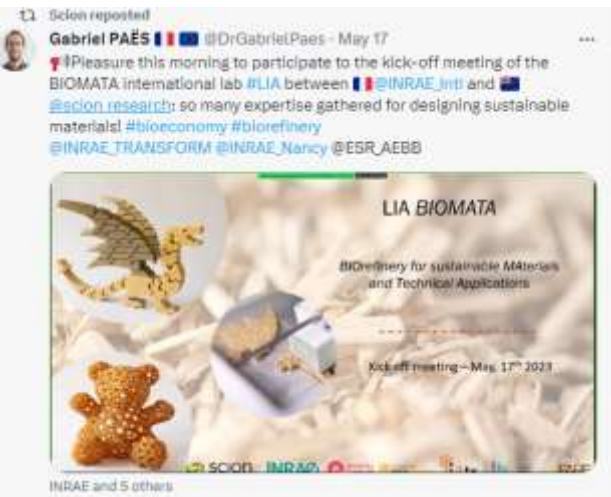 Scion reposted
Gabriel PAËS 🇫🇷 🇪🇺 @DrGabrielPaes · May 17
Pleasure this morning to participate to the kick-off meeting of the
BIOMATA international lab #LIA between 🇫🇷@INRAE_Intl and
@scion_research: so many expertise gathered for designing sustainable
materials! #bioeconomy #biorefinery
@INRAE_TRANSFORM @INRAE_Nancy @ESR_AEBB
LIA BIOMATA
BIOrefinery for sustainable MAterials
and Technical Applications
Kick off meeting – May, 17th 2023
SCION INRAE
INRAE and 5 others